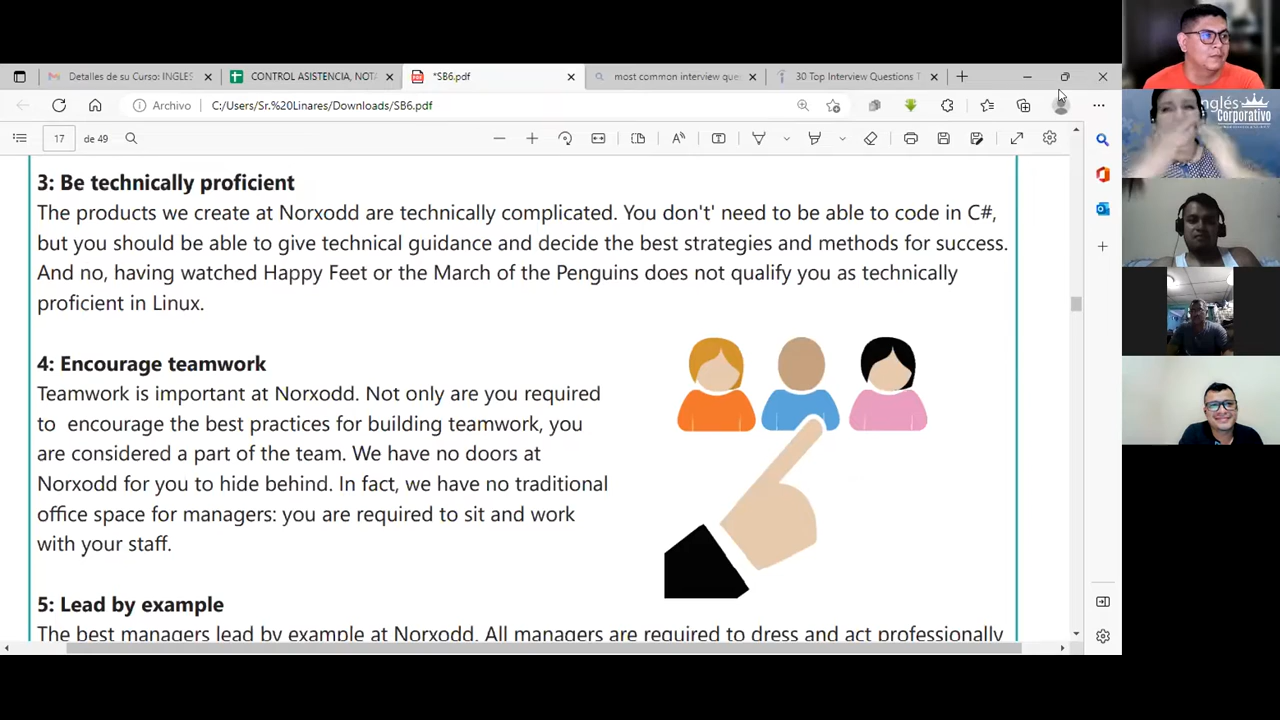 Detalles de su Curso: INGLES
CONTROL ASISTENCIA, NOTA
*SB6.pdf
most common interview que
30 Top Interview Questions T
Archivo
C:/Users/Sr.%20Linares/Downloads/SB6.pdf
17 de 49
3: Be technically proficient
The products we create at Norxodd are technically complicated. You don't' need to be able to code in C#,
but you should be able to give technical guidance and decide the best strategies and methods for success.
And no, having watched Happy Feet or the March of the Penguins does not qualify you as technically
proficient in Linux.
4: Encourage teamwork
Teamwork is important at Norxodd. Not only are you required
to encourage the best practices for building teamwork, you
are considered a part of the team. We have no doors at
Norxodd for you to hide behind. In fact, we have no traditional
office space for managers: you are required to sit and work
with your staff.
5: Lead by example
The best managers lead by example at Norxodd. All managers are required to dress and act professionally
nglés
Corporativo